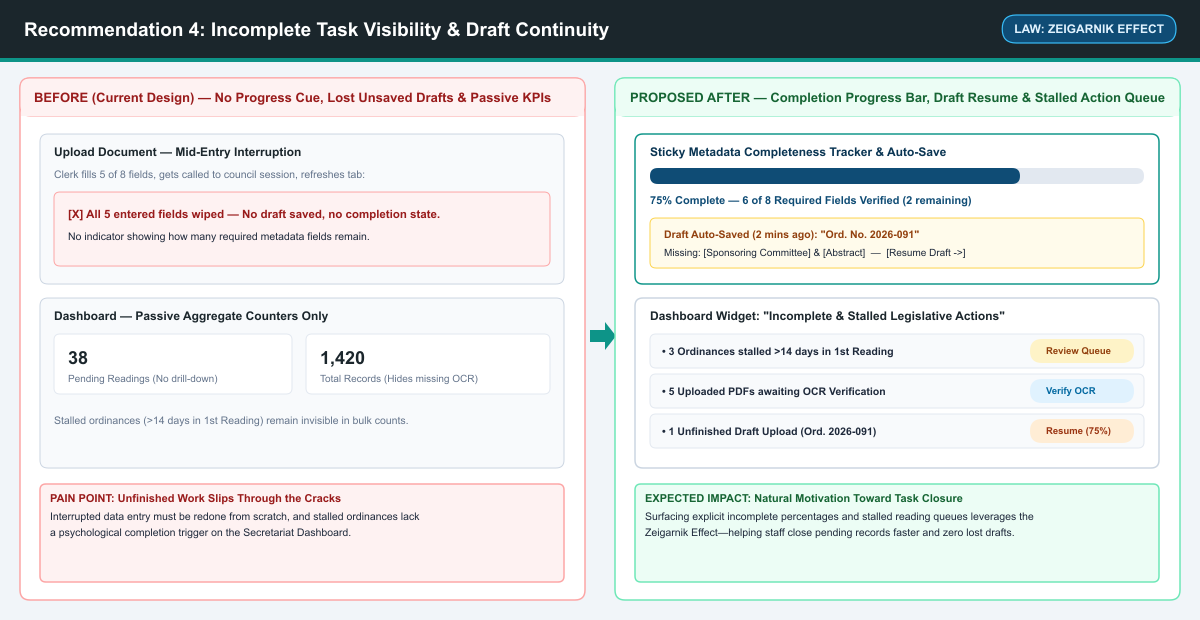 Recommendation 4: Incomplete Task Visibility & Draft Continuity
LAW: ZEIGARNIK EFFECT
BEFORE (Current Design) — No Progress Cue, Lost Unsaved Drafts & Passive KPIs
Upload Document — Mid-Entry Interruption
Clerk fills 5 of 8 fields, gets called to council session, refreshes tab:
[X] All 5 entered fields wiped — No draft saved, no completion state.
No indicator showing how many required metadata fields remain.
Dashboard — Passive Aggregate Counters Only
38
Pending Readings (No drill-down)
1,420
Total Records (Hides missing OCR)
Stalled ordinances (>14 days in 1st Reading) remain invisible in bulk counts.
PAIN POINT: Unfinished Work Slips Through the Cracks
Interrupted data entry must be redone from scratch, and stalled ordinances lack
a psychological completion trigger on the Secretariat Dashboard.
PROPOSED AFTER — Completion Progress Bar, Draft Resume & Stalled Action Queue
Sticky Metadata Completeness Tracker & Auto-Save
75% Complete — 6 of 8 Required Fields Verified (2 remaining)
Draft Auto-Saved (2 mins ago): "Ord. No. 2026-091"
Missing: [Sponsoring Committee] & [Abstract] — [Resume Draft ->]
Dashboard Widget: "Incomplete & Stalled Legislative Actions"
• 3 Ordinances stalled >14 days in 1st Reading
Review Queue
• 5 Uploaded PDFs awaiting OCR Verification
Verify OCR
• 1 Unfinished Draft Upload (Ord. 2026-091)
Resume (75%)
EXPECTED IMPACT: Natural Motivation Toward Task Closure
Surfacing explicit incomplete percentages and stalled reading queues leverages the
Zeigarnik Effect—helping staff close pending records faster and zero lost drafts.